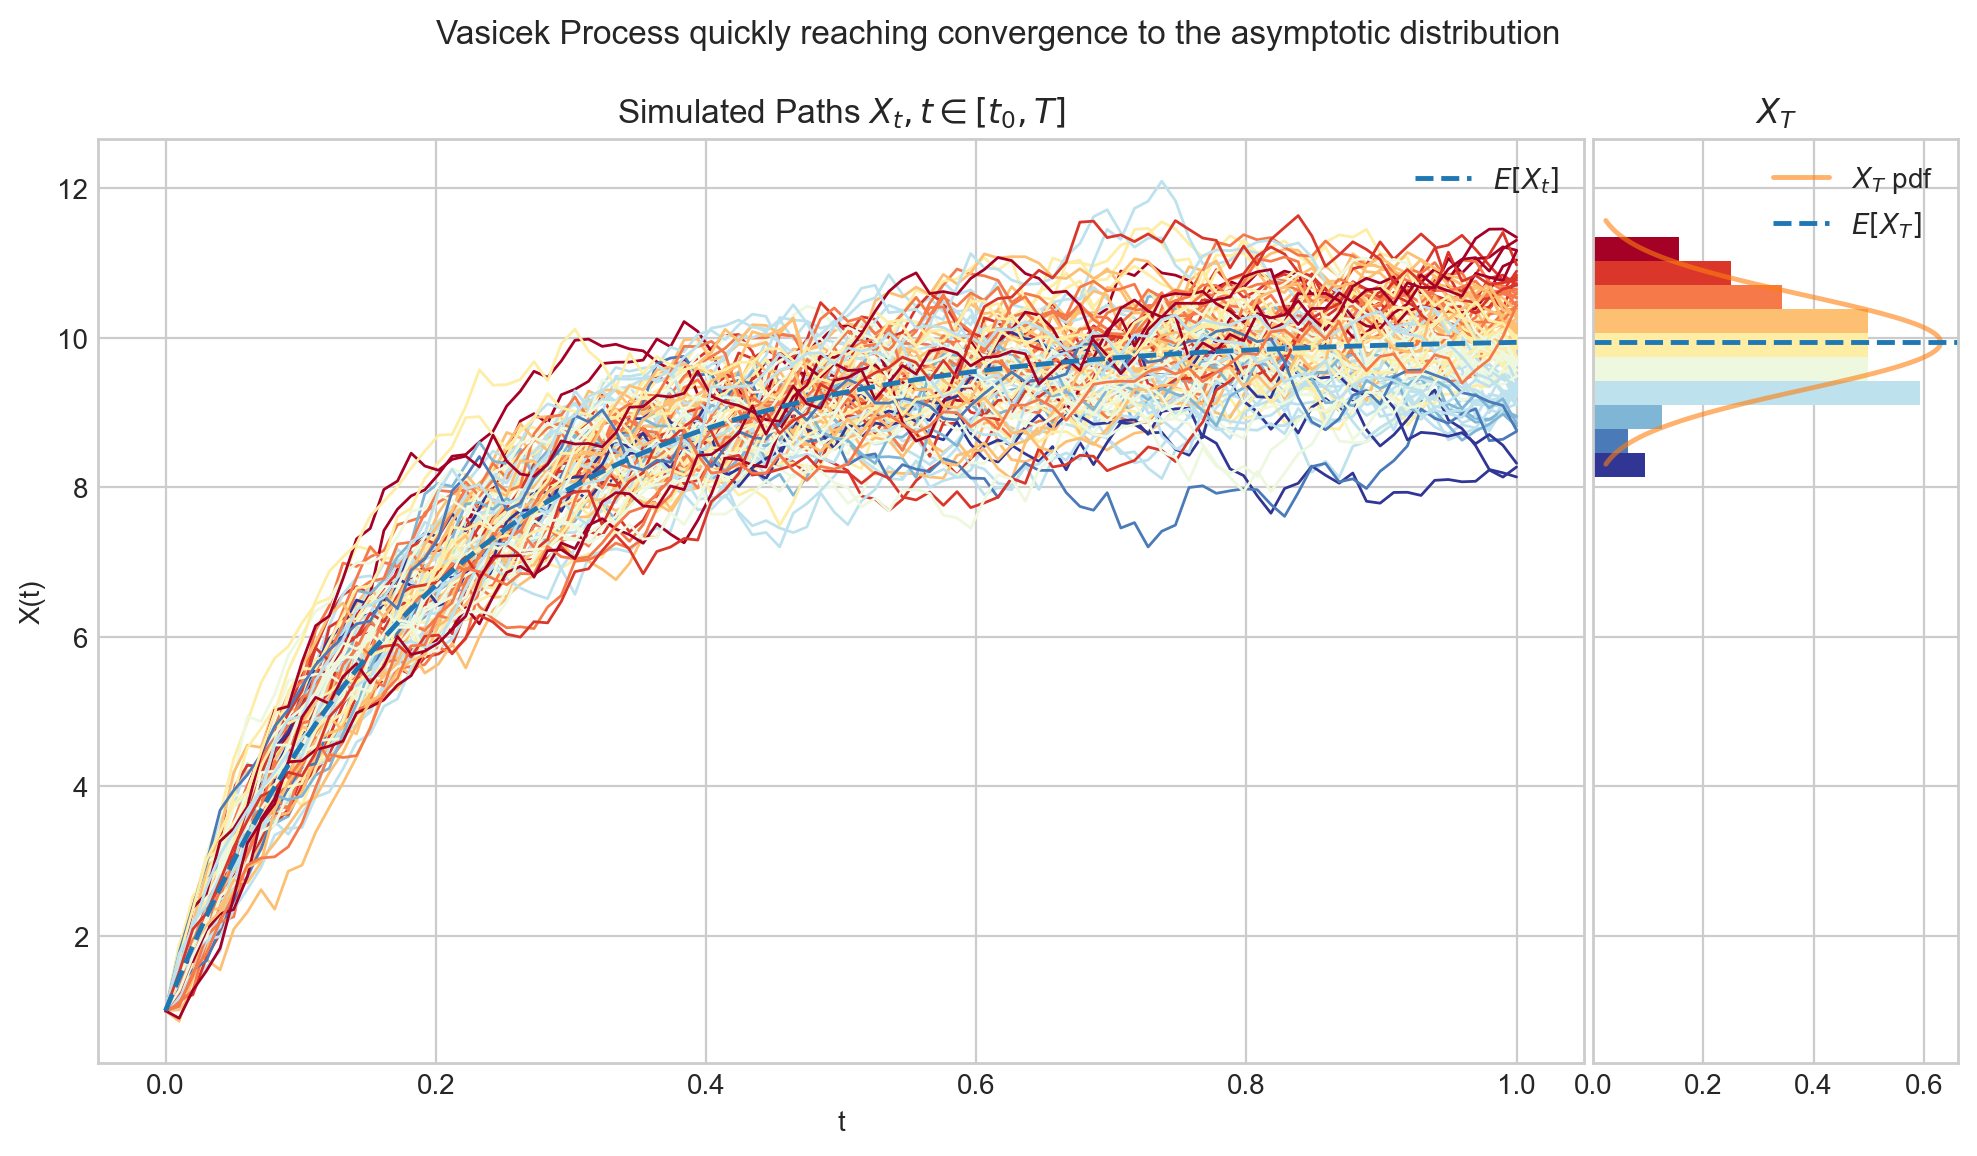 Vasicek Process quickly reaching convergence to the asymptotic distribution
Simulated Paths $X_t, t \in [t_0, T]$
$X_T$
$E[X_t]$
$X_T$ pdf
$E[X_T]$
X(t)
12
10
8
6
4
2
0.0 0.2 0.4 0.6 0.8 1.0
0.0 0.2 0.4 0.6
t